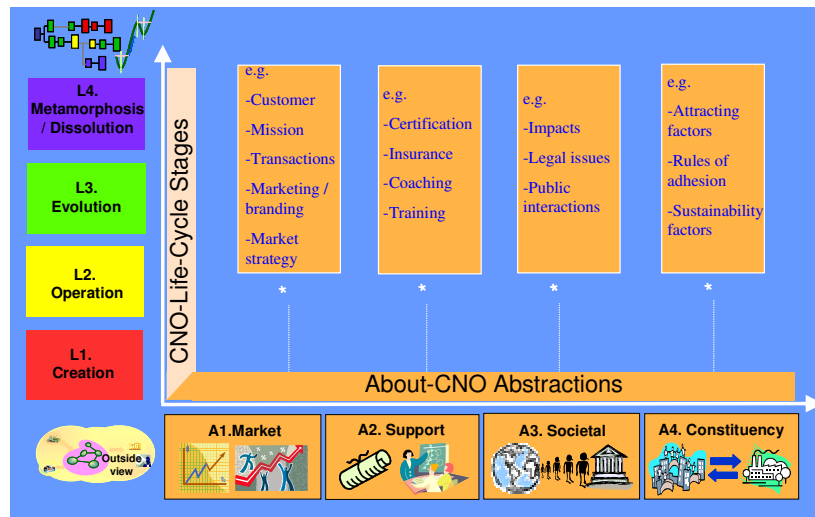 L4.
Metamorphosis
/ Dissolution
L3.
Evolution
L2.
Operation
L1.
Creation
CNO-Life-Cycle Stages
e.g.
-Customer
-Mission
-Transactions
-Marketing /
branding
-Market
strategy
*
e.g.
-Certification
-Insurance
-Coaching
-Training
*
e.g.
-Impacts
-Legal issues
-Public
interactions
*
e.g.
-Attracting
factors
-Rules of
adhesion
-Sustainability
factors
*
About-CNO Abstractions
Outside
view
A1.Market
A2. Support
A3. Societal
A4. Constituency